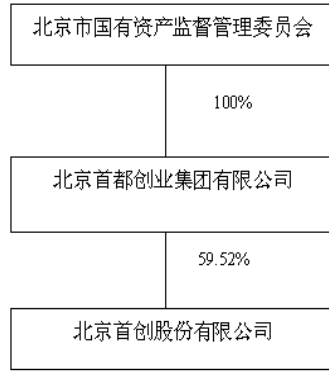 北京市国有资产监督管理委员会
100%
北京首都创业集团有限公司
59.52%
北京首创股份有限公司